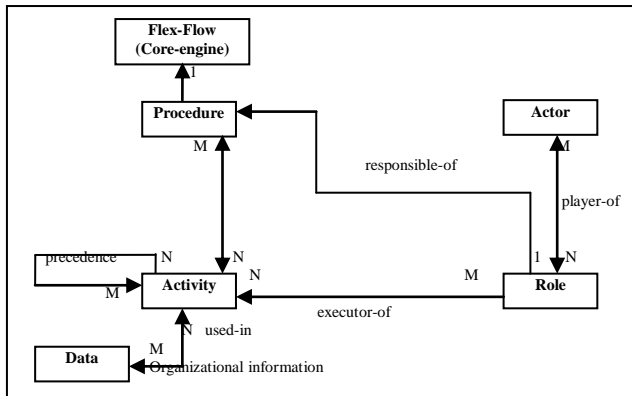 Flex-Flow
(Core-engine)
1
Procedure
Actor
M
M
responsible-of
player-of
precedence
N
N
N
M
1
N
M
Activity
Role
executor-of
N
used-in
M
Data
Organizational information